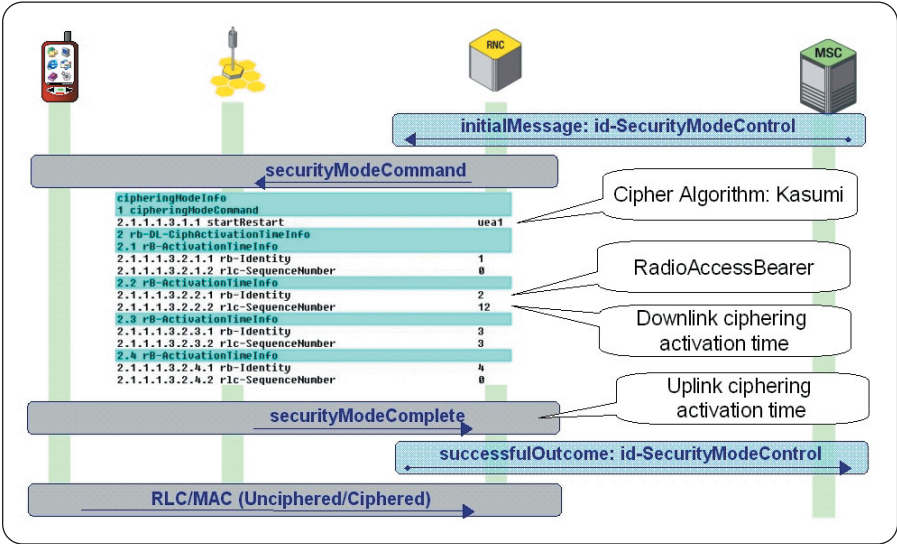 RNC
MSC
initialMessage: id-SecurityModeControl
securityModeCommand
cipheringModeInfo
1 cipheringModeCommand
2.1.1.1.3.1.1 startRestart uea1
2 rb-DL-CiphActivationTimeInfo
2.1 rB-ActivationTimeInfo
2.1.1.1.3.2.1.1 rb-Identity 1
2.1.1.1.3.2.1.2 rlc-SequenceNumber 0
2.2 rB-ActivationTimeInfo
2.1.1.1.3.2.2.1 rb-Identity 2
2.1.1.1.3.2.2.2 rlc-SequenceNumber 12
2.3 rB-ActivationTimeInfo
2.1.1.1.3.2.3.1 rb-Identity 3
2.1.1.1.3.2.3.2 rlc-SequenceNumber 3
2.4 rB-ActivationTimeInfo
2.1.1.1.3.2.4.1 rb-Identity 4
2.1.1.1.3.2.4.2 rlc-SequenceNumber 0
Cipher Algorithm: Kasumi
RadioAccessBearer
Downlink ciphering
activation time
Uplink ciphering
activation time
securityModeComplete
successfulOutcome: id-SecurityModeControl
RLC/MAC (Unciphered/Ciphered)